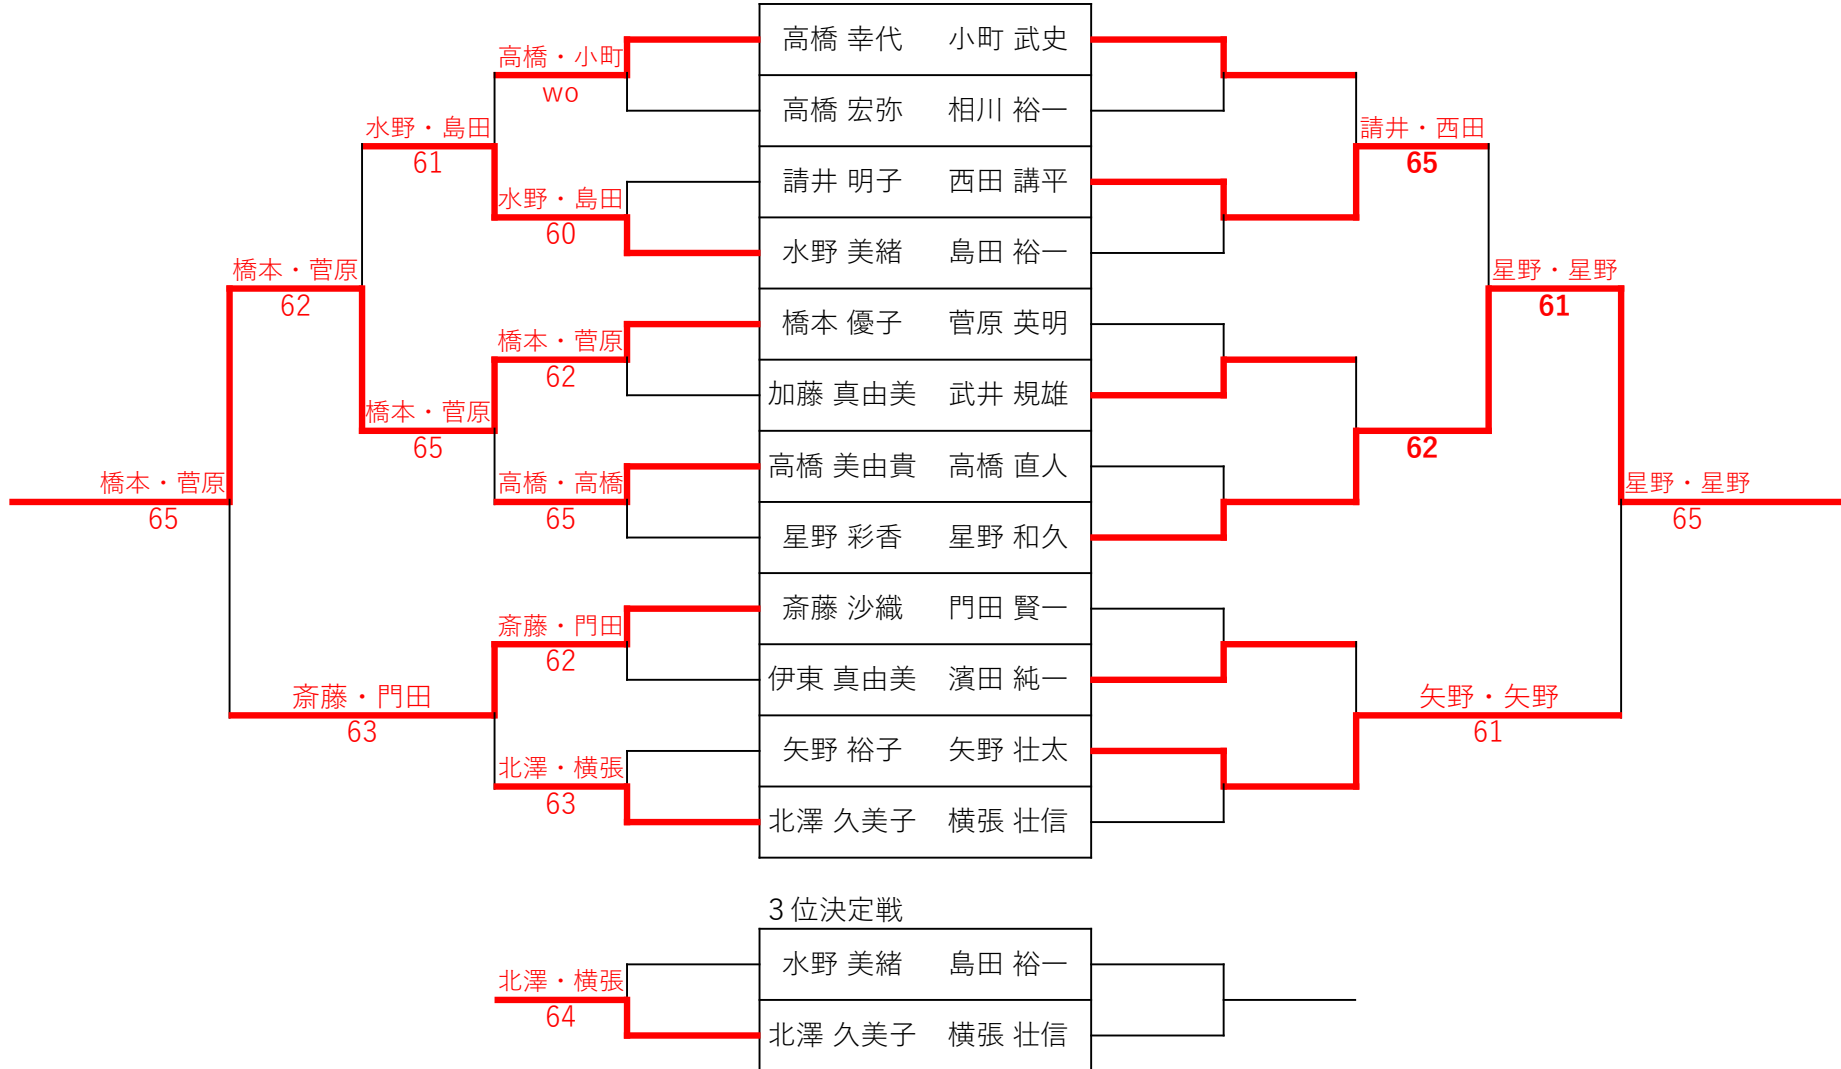 高橋 幸代 小町 武史
高橋・小町
wo
高橋 宏弥 相川 裕一
水野・島田
61
請井・西田
65
請井 明子 西田 講平
水野・島田
60
水野 美緒 島田 裕一
橋本・菅原
62
星野・星野
61
橋本 優子 菅原 英明
橋本・菅原
62
加藤 真由美 武井 規雄
橋本・菅原
65
62
高橋 美由貴 高橋 直人
橋本・菅原
65
高橋・高橋
65
星野・星野
65
星野 彩香 星野 和久
斎藤 沙織 門田 賢一
斎藤・門田
62
伊東 真由美 濱田 純一
斎藤・門田
63
矢野・矢野
61
矢野 裕子 矢野 壮太
北澤・横張
63
北澤 久美子 横張 壮信
3位決定戦
水野 美緒 島田 裕一
北澤・横張
64
北澤 久美子 横張 壮信